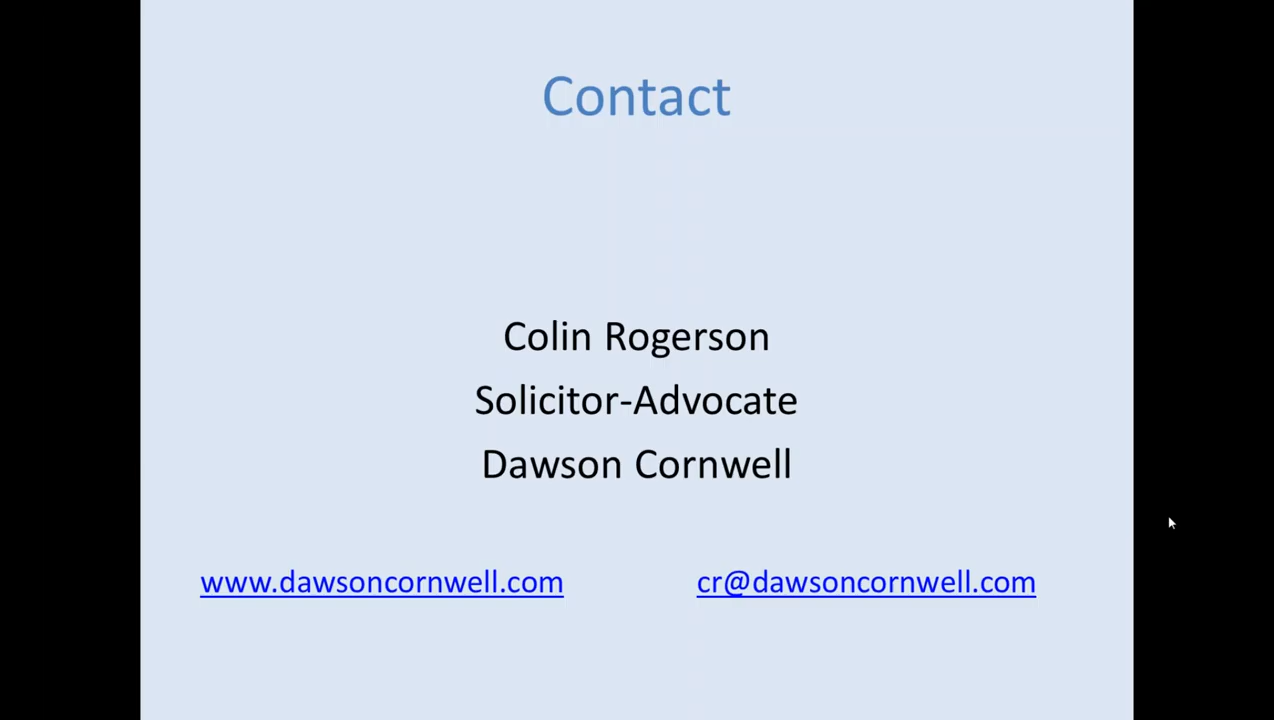 Contact
Colin Rogerson
Solicitor-Advocate
Dawson Cornwell
www.dawsoncornwell.com cr@dawsoncornwell.com